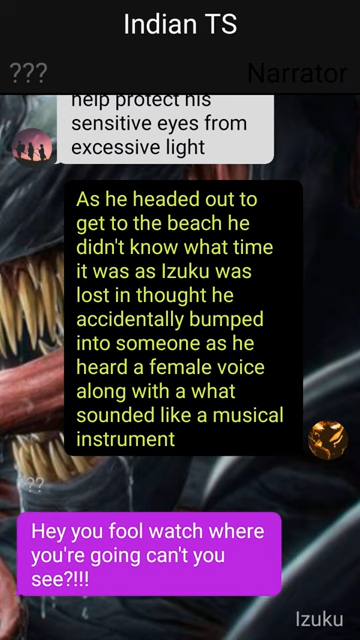 Indian TS
???
Narrator
help protect his
sensitive eyes from
excessive light
As he headed out to
get to the beach he
didn't know what time
it was as Izuku was
lost in thought he
accidentally bumped
into someone as he
heard a female voice
along with a what
sounded like a musical
instrument
??
Hey you fool watch where
you're going can't you
see?!!!
Izuku